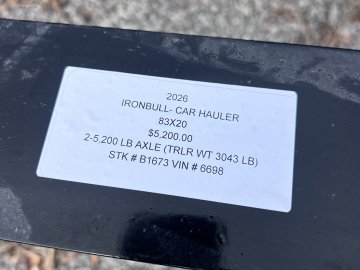 2026
IRONBULL- CAR HAULER
83X20
$5,200.00
2-5,200 LB AXLE (TRLR WT 3043 LB)
STK # B1673 VIN # 6698